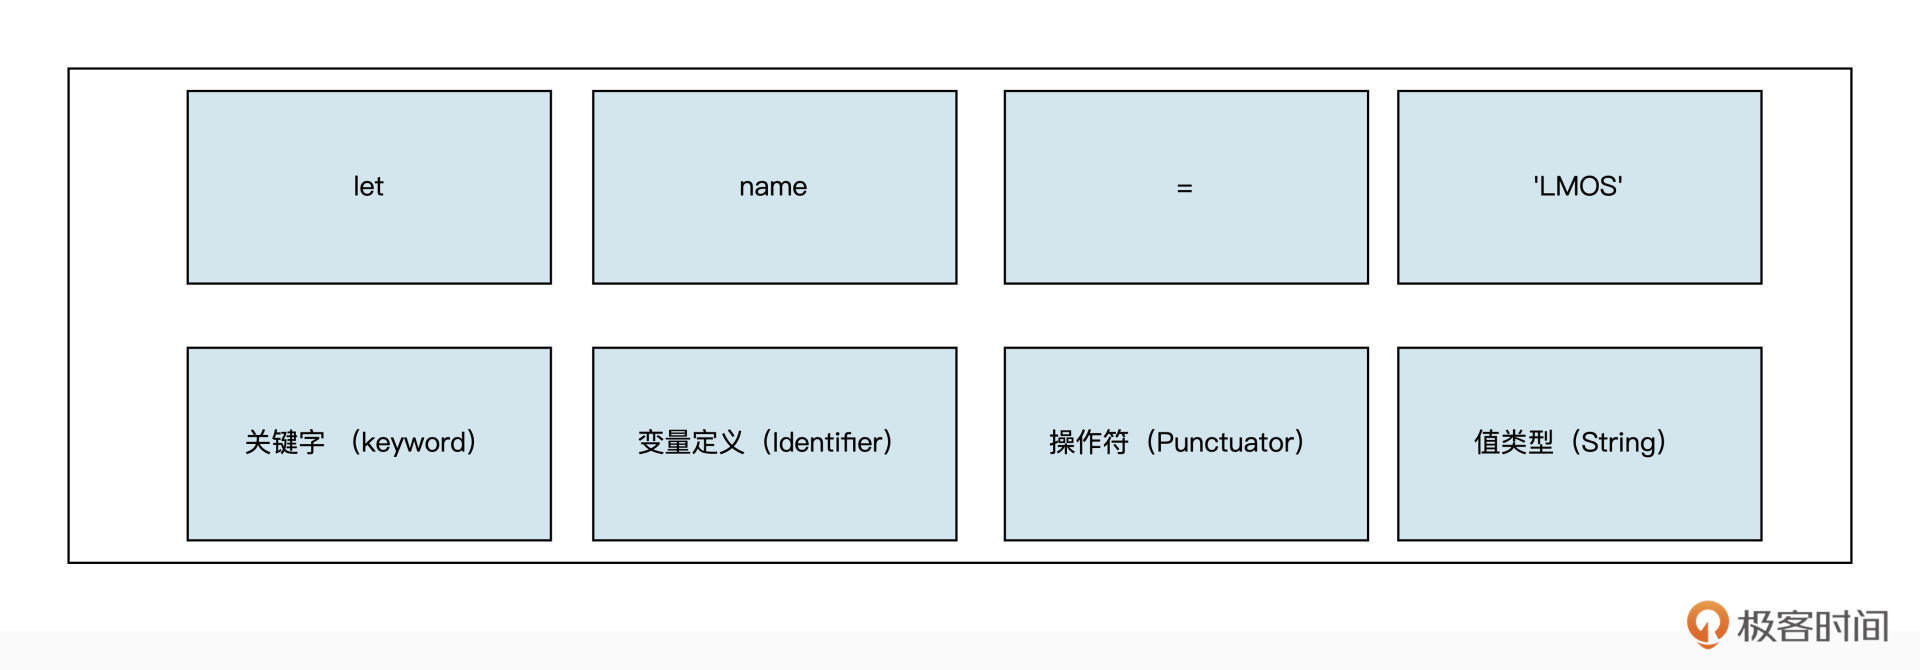 let
name
=
'LMOS'
关键字 （keyword）
变量定义（Identifier）
操作符（Punctuator）
值类型（String）
极客时间